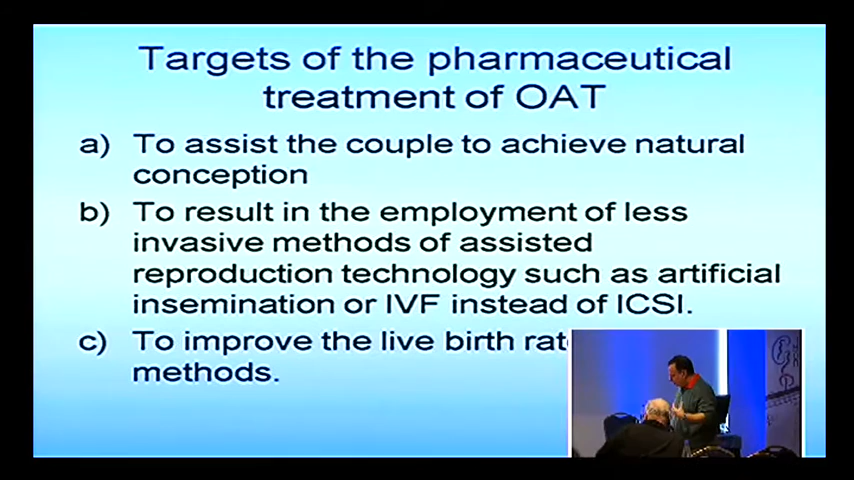 Targets of the pharmaceutical
treatment of OAT
a) To assist the couple to achieve natural
conception
b) To result in the employment of less
invasive methods of assisted
reproduction technology such as artificial
insemination or IVF instead of ICSI.
c) To improve the live birth
methods.